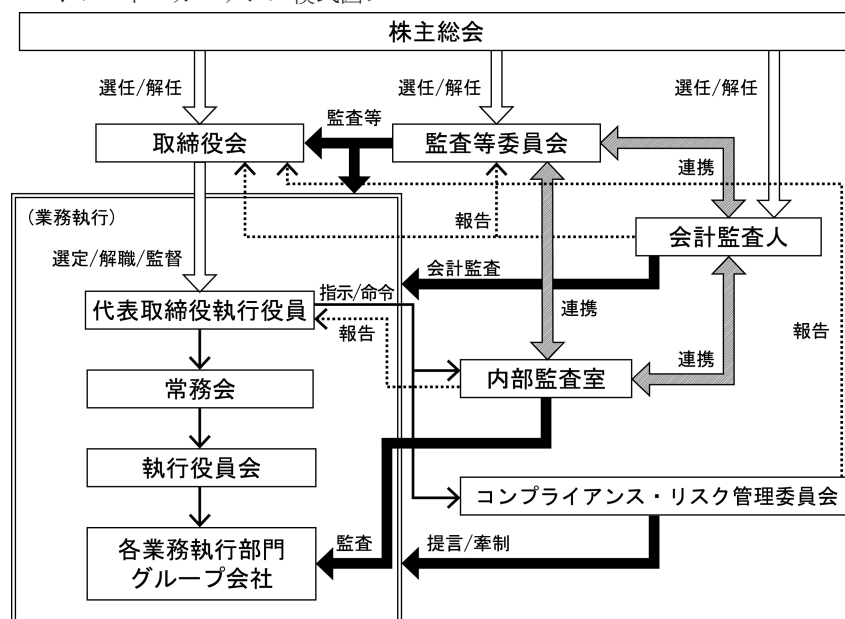 株主総会
選任/解任
選任/解任
選任/解任
監査等
取締役会
監査等委員会
連携
(業務執行)
報告
会計監査人
選定/解職/監督
会計監査
指示/命令
代表取締役執行役員
連携
報告
報告
連携
内部監査室
常務会
執行役員会
コンプライアンス・リスク管理委員会
各業務執行部門
グループ会社
監査
提言/牽制